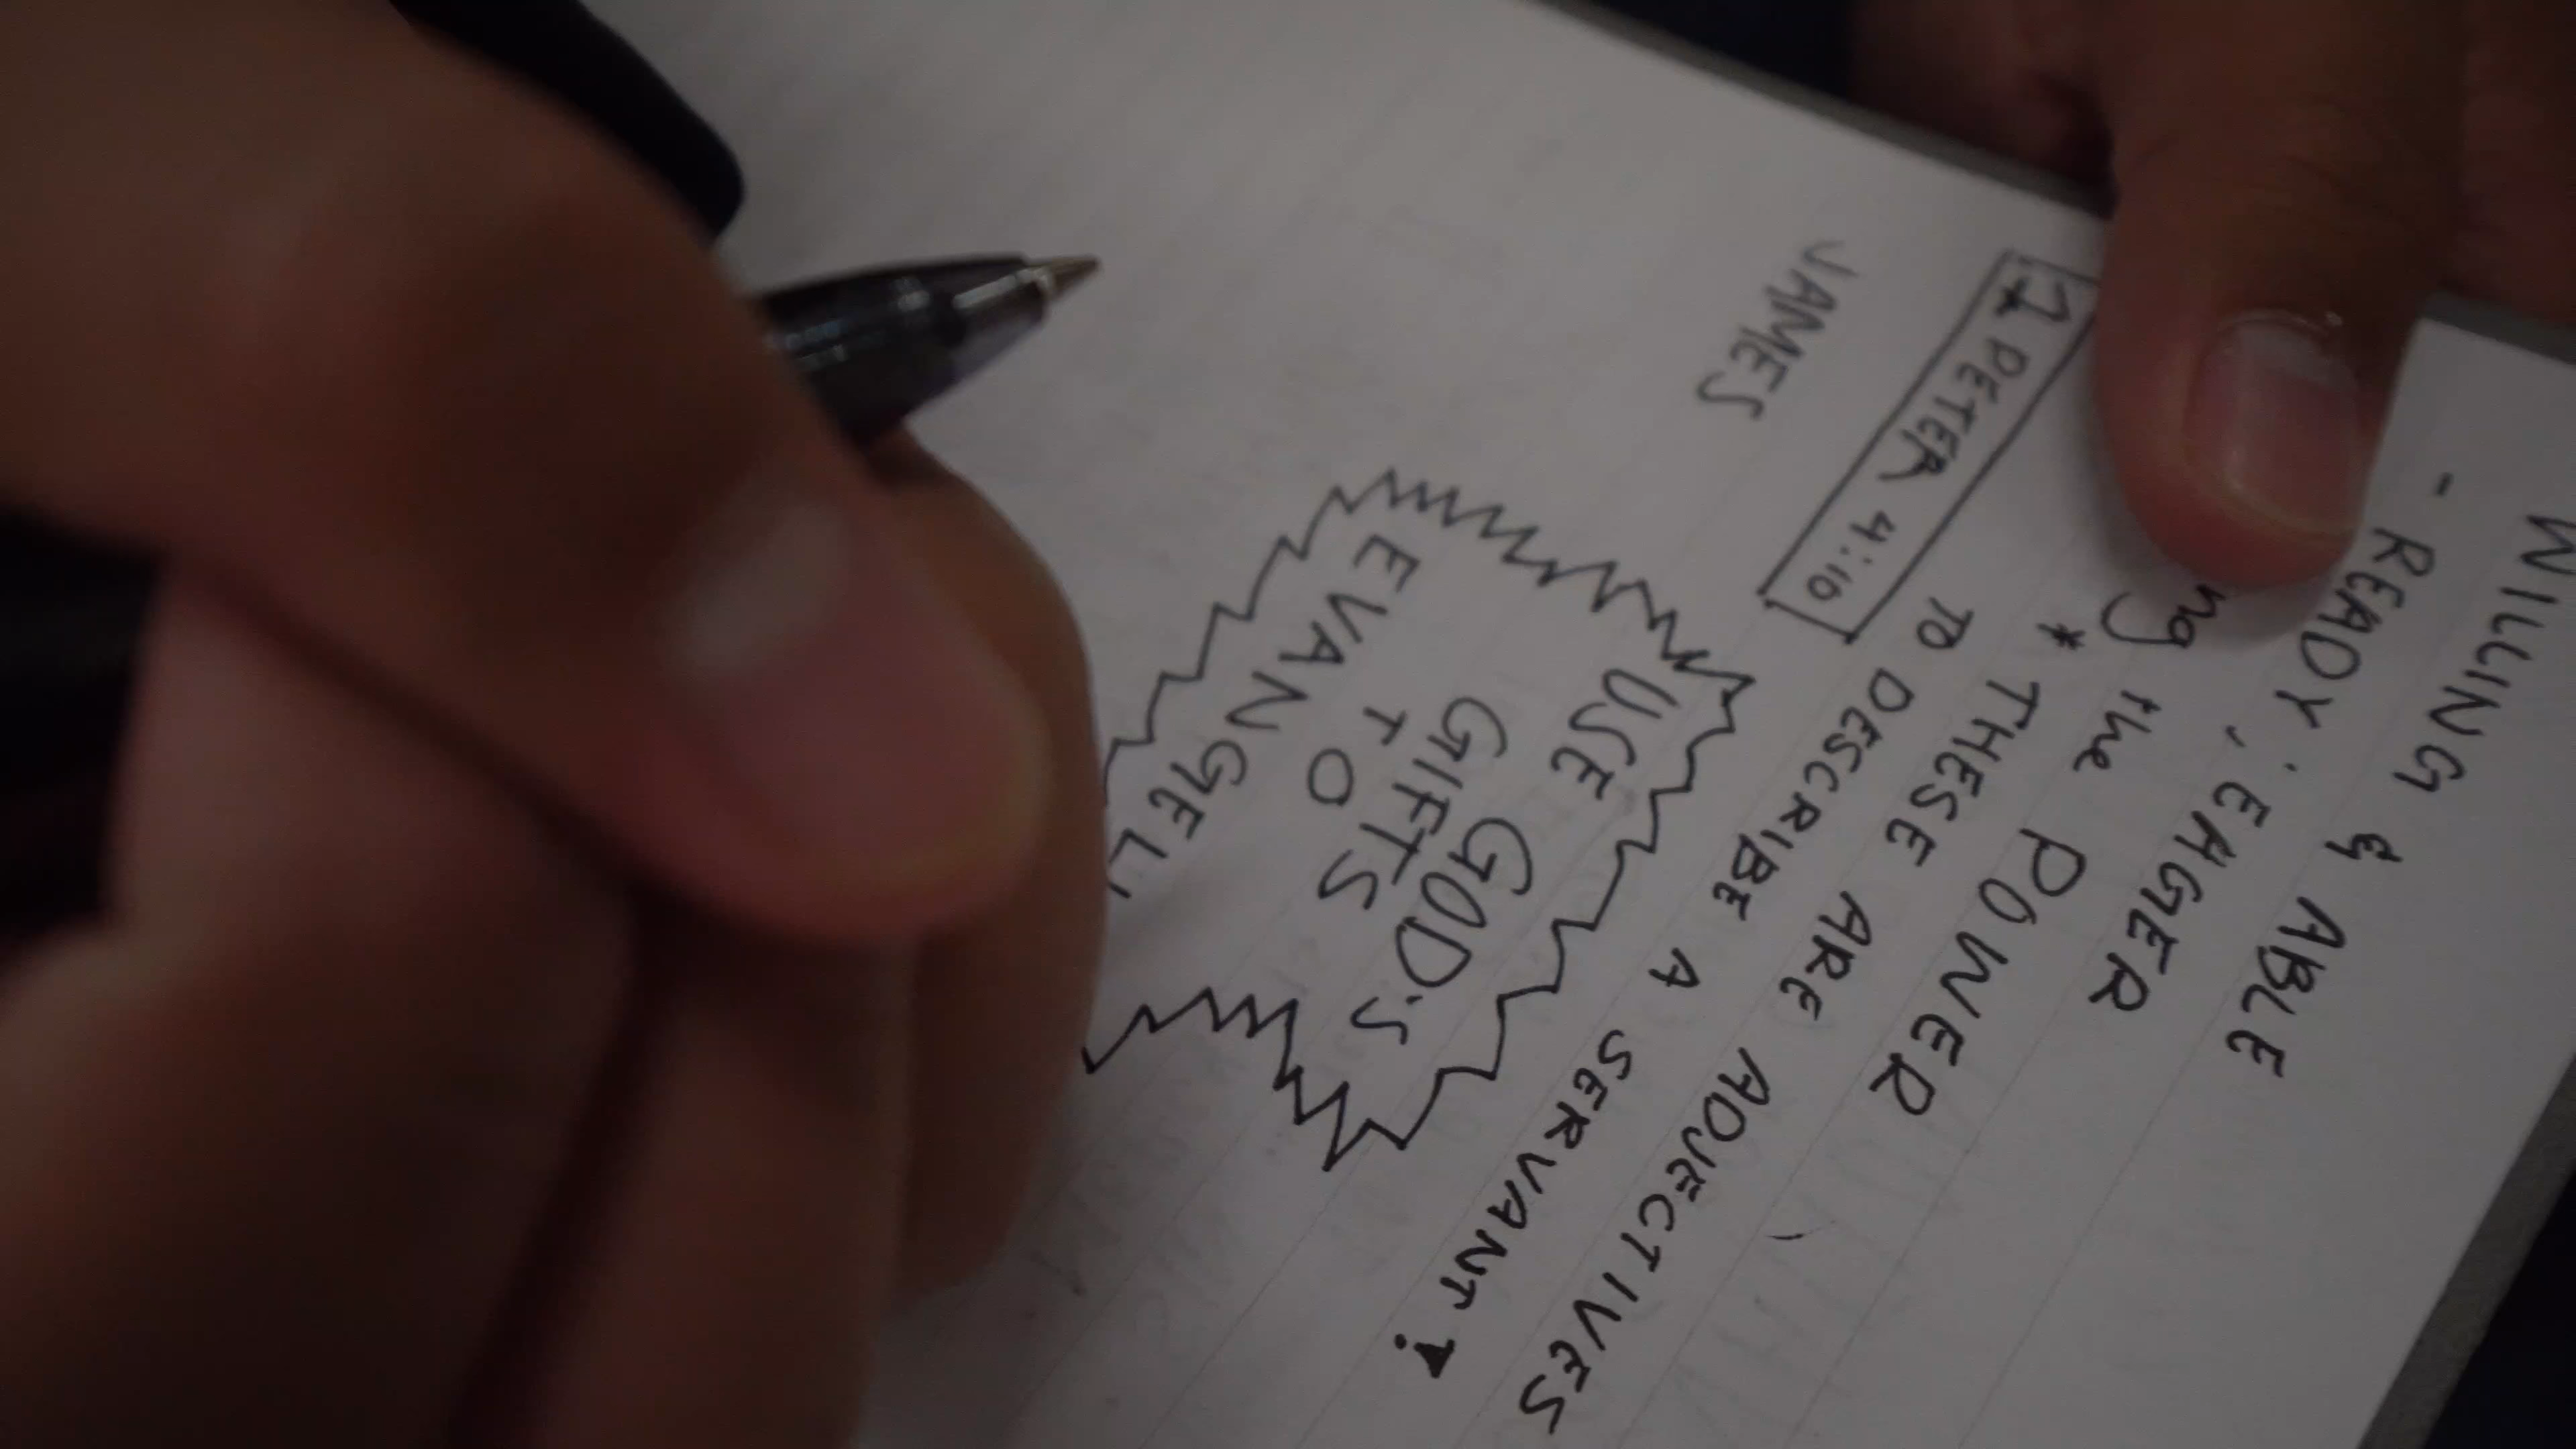 WILLING & ABLE
- READY; EAGER
ng the POWER
* THESE ARE ADJECTIVES
TO DESCRIBE A SERVANT!
1 PETER 4:10
JAMES
USE GOD'S
GIFTS
TO
EVANGELI